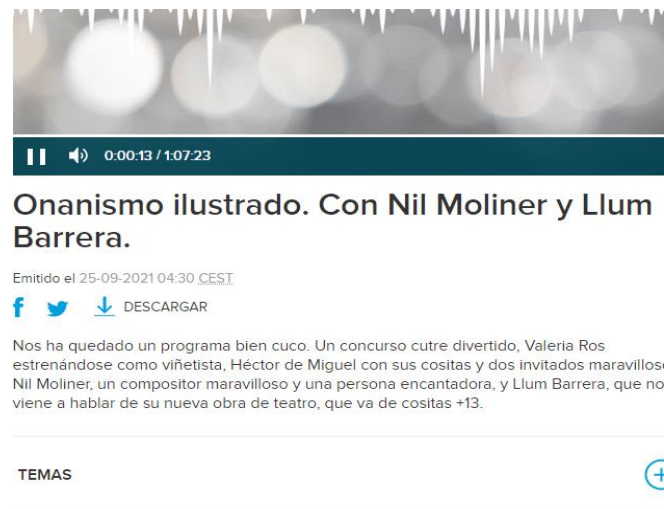 0:00:13 / 1:07:23
Onanismo ilustrado. Con Nil Moliner y Llum
Barrera.
Emitido el 25-09-2021 04:30 CEST
DESCARGAR
Nos ha quedado un programa bien cuco. Un concurso cutre divertido, Valeria Ros
estrenándose como viñetista, Héctor de Miguel con sus cositas y dos invitados
Nil Moliner, un compositor maravilloso y una persona encantadora, y Llum Barrera, que
viene a hablar de su nueva obra de teatro, que va de cositas +13.
TEMAS